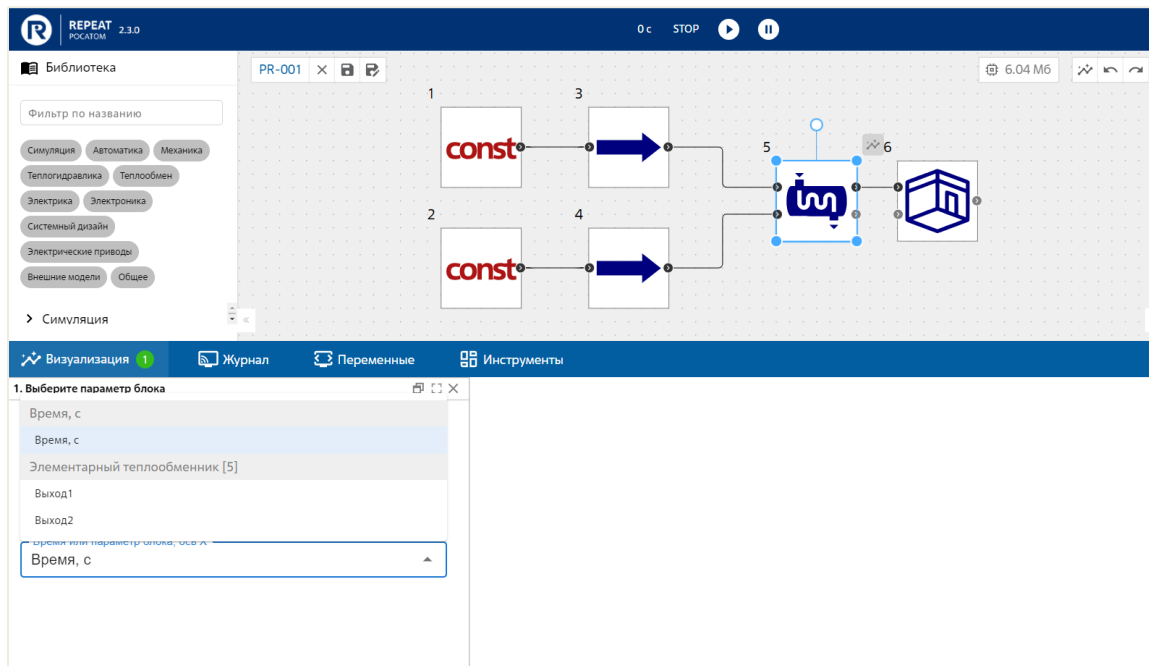 R REPEAT 2.3.0
РОСАТОМ
0 с STOP
Библиотека
PR-001
6.04 Мб
Фильтр по названию
Симуляция Автоматика Механика
Теплогидравлика Теплообмен
Электрика Электроника
Системный дизайн
Электрические приводы
Внешние модели Общее
Симуляция
1 3
const
5 6
2 4
const
Визуализация 1 Журнал Переменные Инструменты
1. Выберите параметр блока
Время, с
Время, с
Элементарный теплообменник [5]
Выход1
Выход2
Время или параметр блока, ось X
Время, с